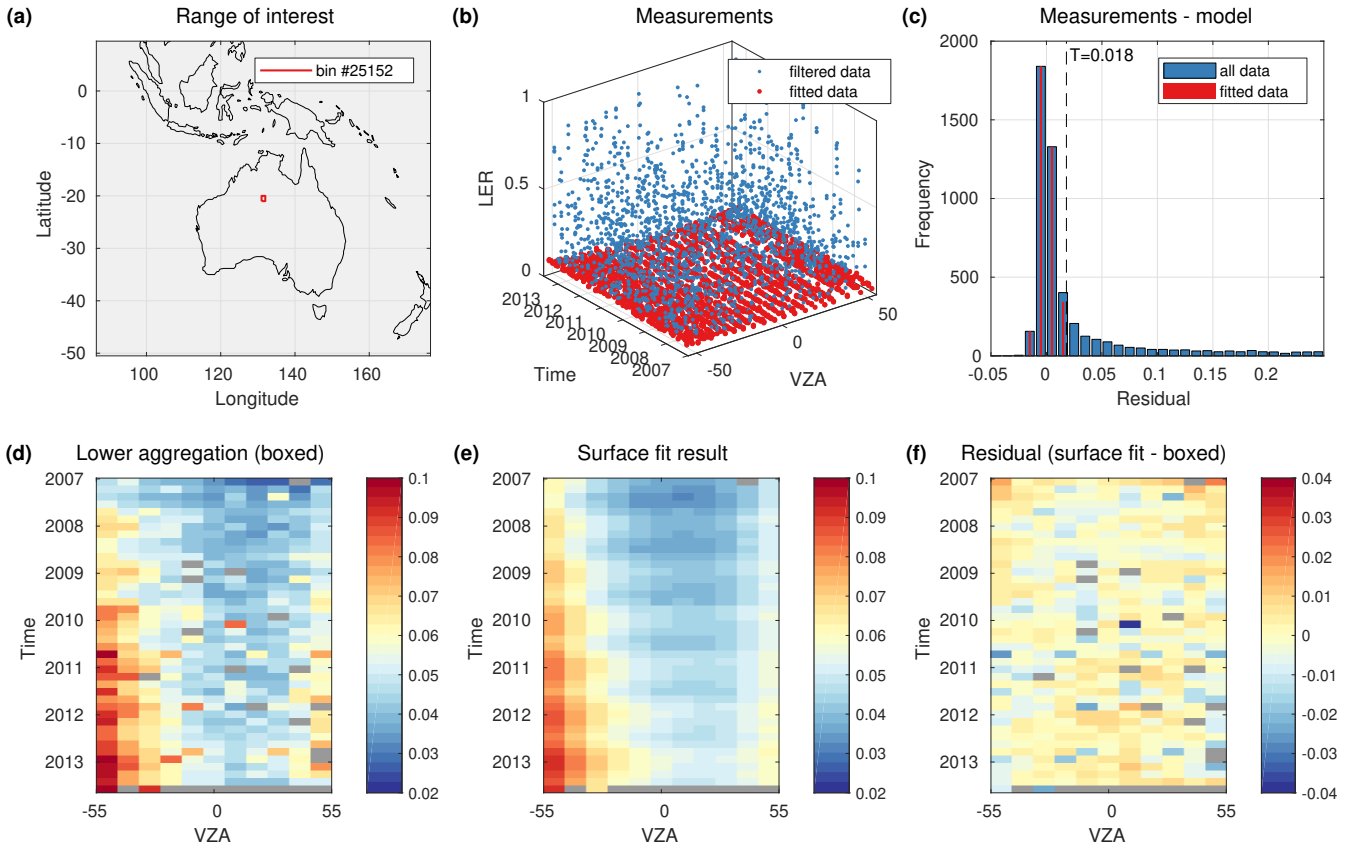 (a)
Range of interest
bin #25152
0
-10
-20
-30
-40
-50
Latitude
100
120
140
160
Longitude
(b)
Measurements
filtered data
fitted data
1
0.5
0
LER
2013
2012
2011
2010
2009
2008
2007
Time
-50
0
50
VZA
(c)
Measurements - model
T=0.018
all data
fitted data
2000
1500
1000
500
0
Frequency
-0.05
0
0.05
0.1
0.15
0.2
Residual
(d)
Lower aggregation (boxed)
2007
2008
2009
2010
2011
2012
2013
Time
-55
0
55
VZA
0.1
0.09
0.08
0.07
0.06
0.05
0.04
0.03
0.02
(e)
Surface fit result
2007
2008
2009
2010
2011
2012
2013
Time
-55
0
55
VZA
0.1
0.09
0.08
0.07
0.06
0.05
0.04
0.03
0.02
(f)
Residual (surface fit - boxed)
2007
2008
2009
2010
2011
2012
2013
Time
-55
0
55
VZA
0.04
0.03
0.02
0.01
0
-0.01
-0.02
-0.03
-0.04